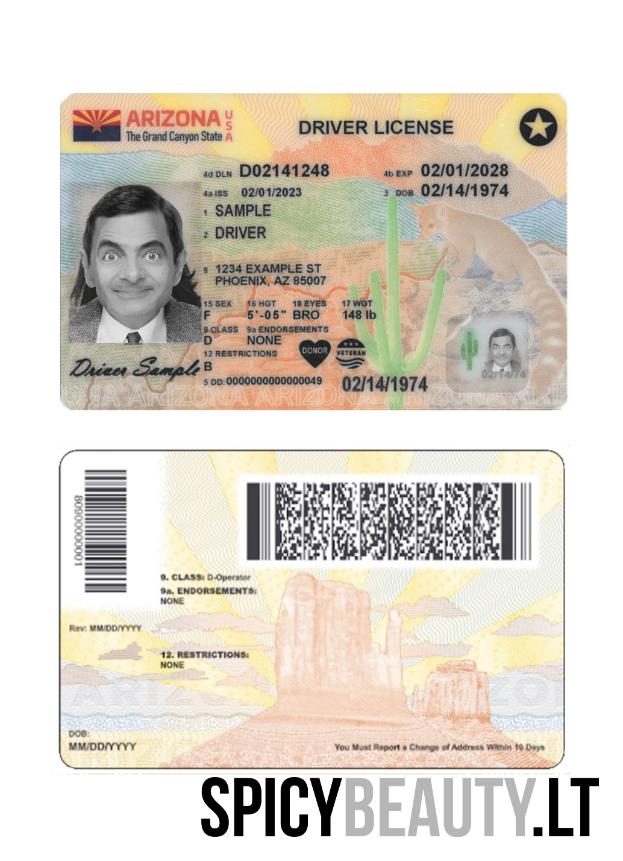 ARIZONA USA
The Grand Canyon State
DRIVER LICENSE
4d DLN D02141248
4b EXP 02/01/2028
4a ISS 02/01/2023
3 DOB 02/14/1974
1 SAMPLE
2 DRIVER
8 1234 EXAMPLE ST
PHOENIX, AZ 85007
15 SEX 16 HGT 18 EYES 17 WGT
F 5'-05" BRO 148 lb
9 CLASS 9a ENDORSEMENTS
D NONE
12 RESTRICTIONS
B
DONOR
VETERAN
Driver Sample
5 DD: 0000000000000049
02/14/1974
02/14/74
ARIZONA ARIZONA ARIZONA ARIZONA
80900000001
9. CLASS: D-Operator
9a. ENDORSEMENTS:
NONE
Rev: MM/DD/YYYY
12. RESTRICTIONS:
NONE
DOB:
MM/DD/YYYY
You Must Report a Change of Address Within 10 Days
SPICYBEAUTY.LT